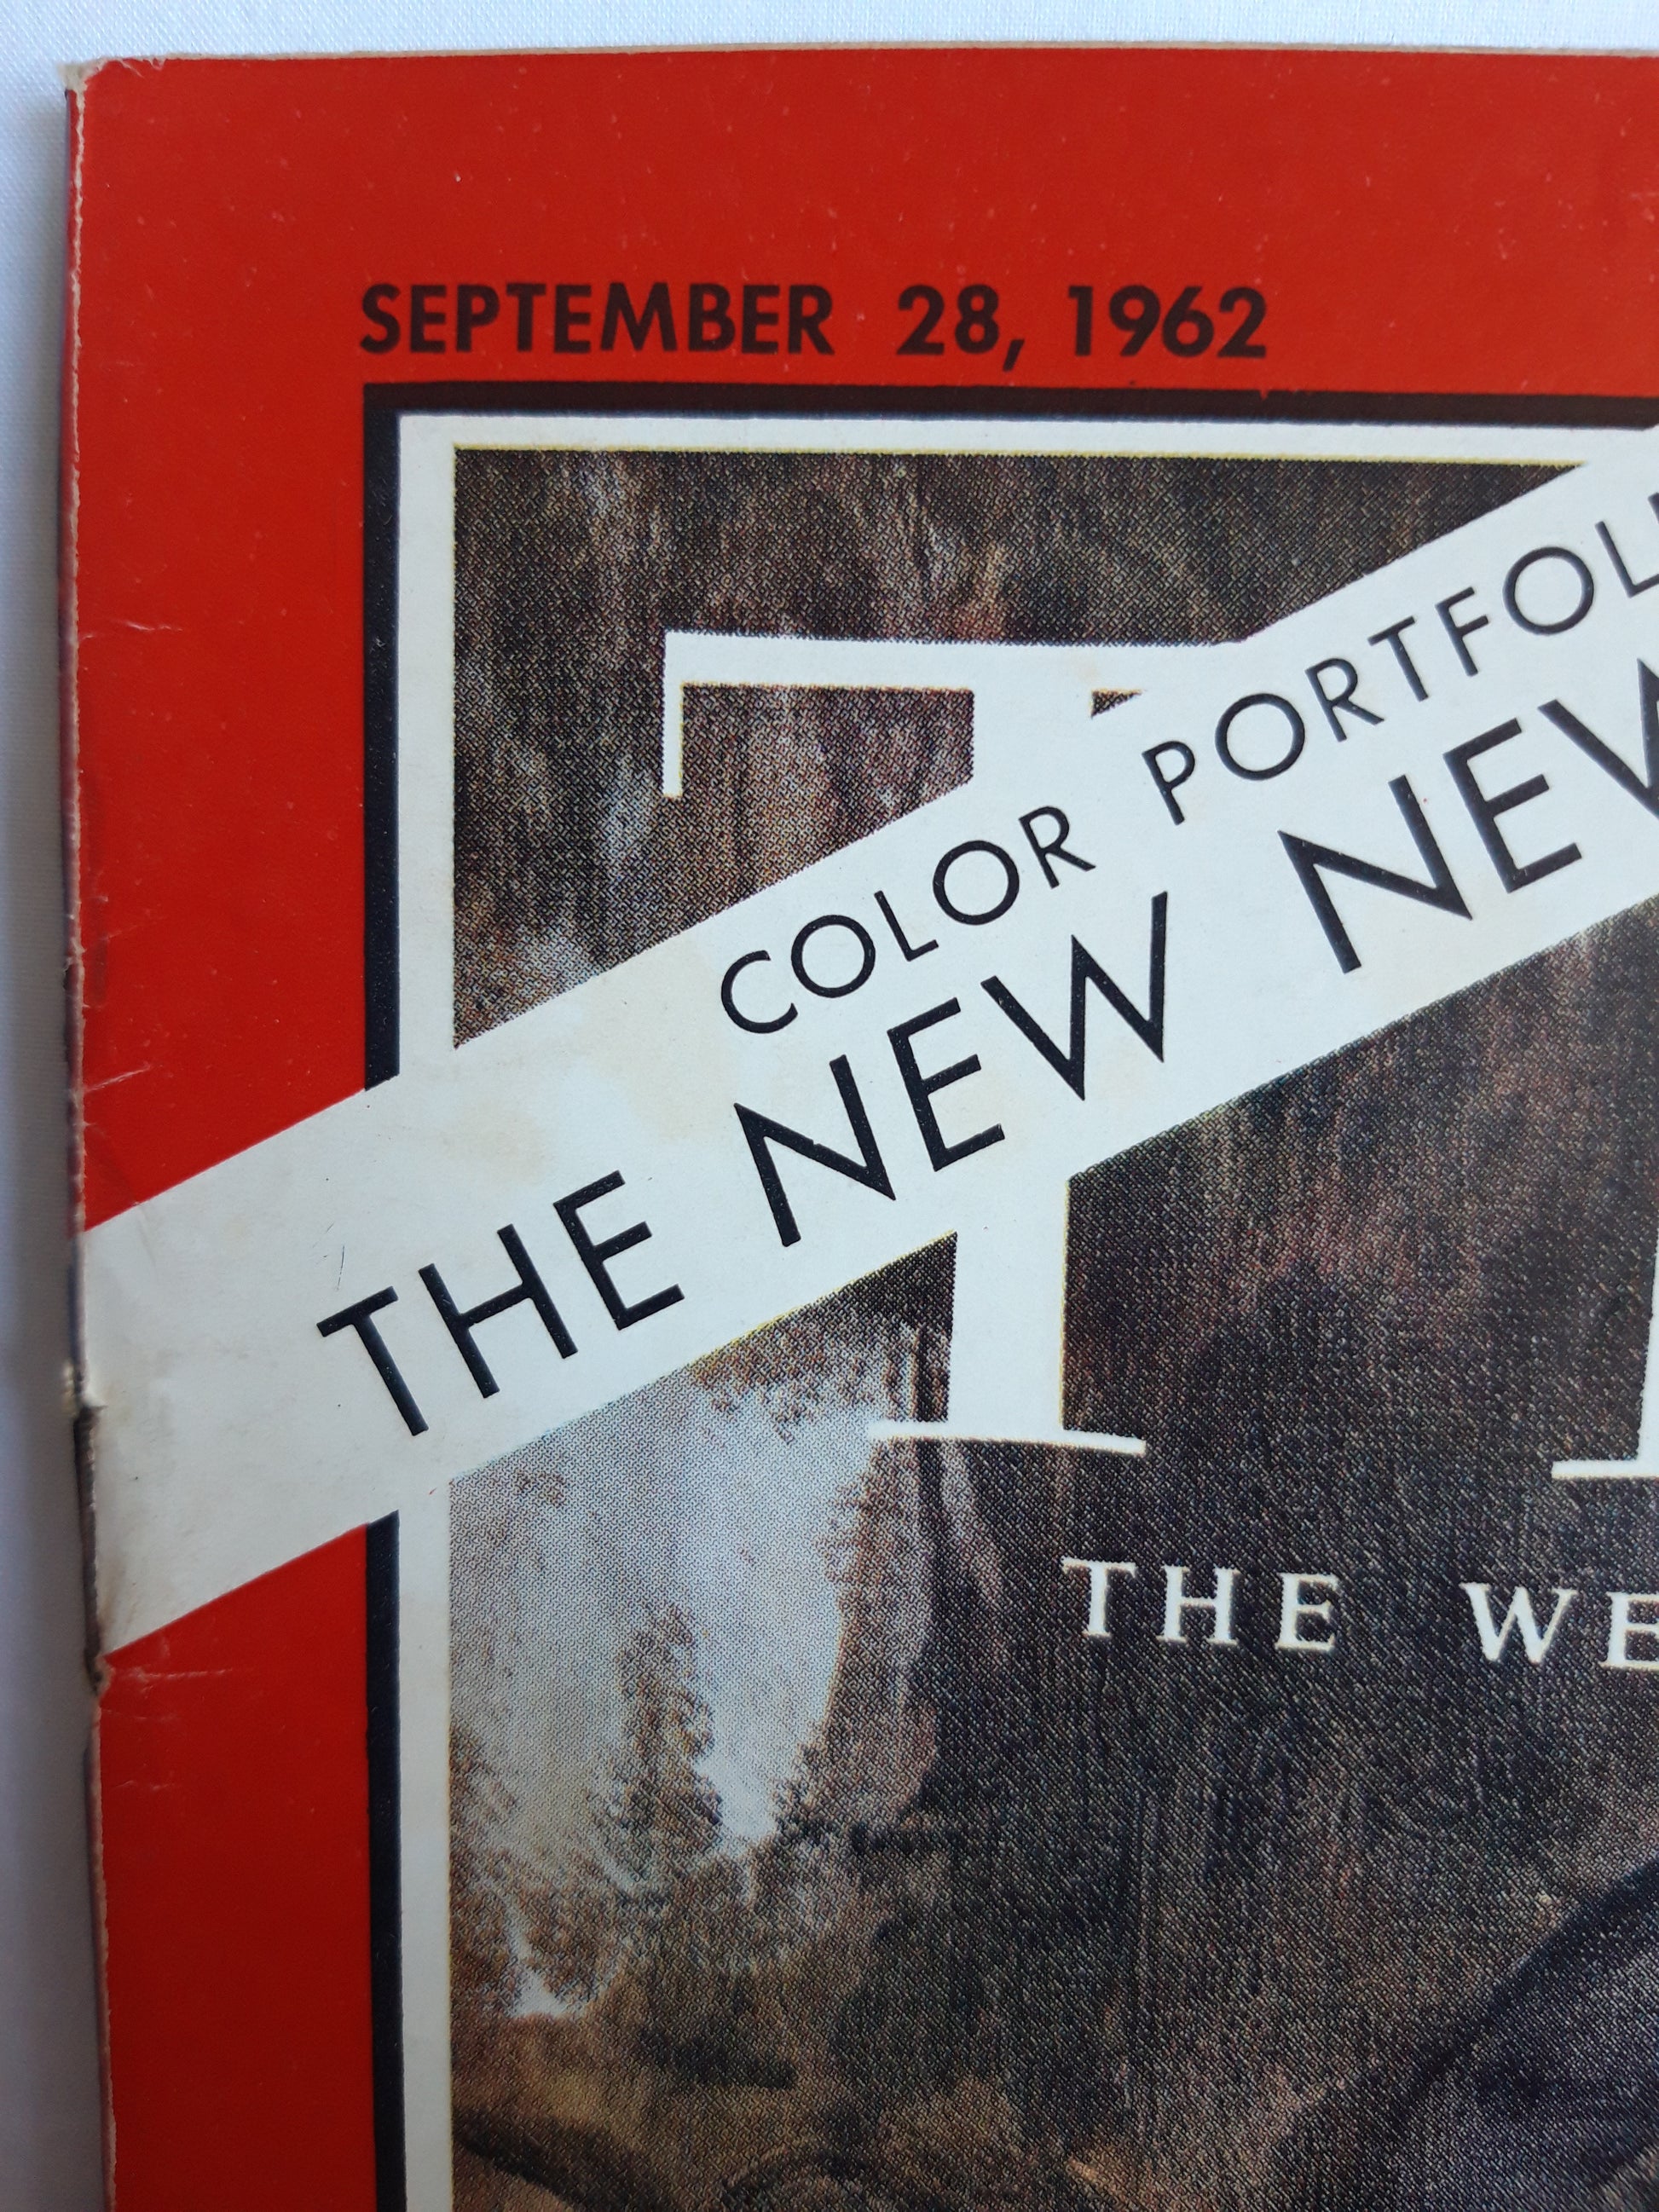 SEPTEMBER 28, 1962
COLOR PORTFOL
THE NEW NEW
T
THE WE